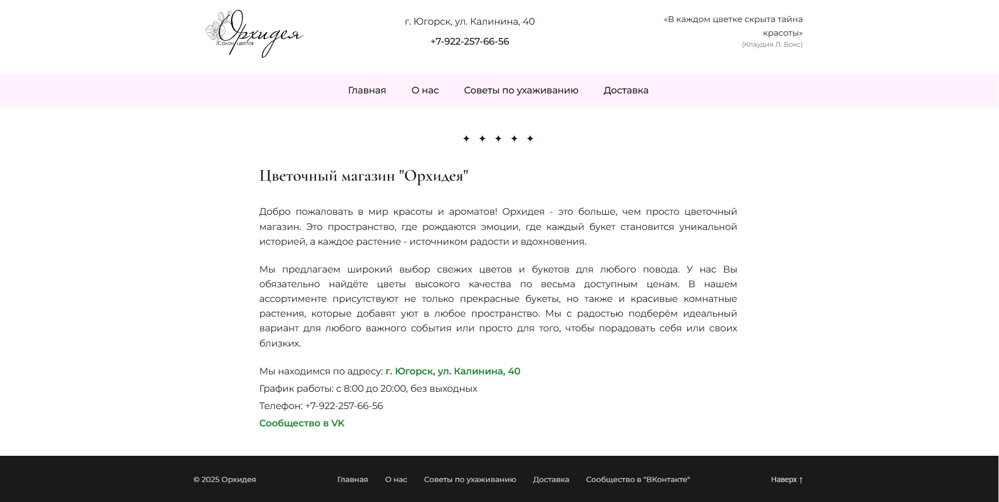 Орхидея
Салон цветов
г. Югорск, ул. Калинина, 40
+7-922-257-66-56
«В каждом цветке скрыта тайна
красоты»
(Клаудия Л. Вокс)
Главная О нас Советы по ухаживанию Доставка
✦ ✦ ✦ ✦ ✦
Цветочный магазин "Орхидея"
Добро пожаловать в мир красоты и ароматов! Орхидея - это больше, чем просто цветочный
магазин. Это пространство, где рождаются эмоции, где каждый букет становится уникальной
историей, а каждое растение - источником радости и вдохновения.
Мы предлагаем широкий выбор свежих цветов и букетов для любого повода. У нас Вы
обязательно найдёте цветы высокого качества по весьма доступным ценам. В нашем
ассортименте присутствуют не только прекрасные букеты, но также и красивые комнатные
растения, которые добавят уют в любое пространство. Мы с радостью подберём идеальный
вариант для любого важного события или просто для того, чтобы порадовать себя или своих
близких.
Мы находимся по адресу: г. Югорск, ул. Калинина, 40
График работы: с 8:00 до 20:00, без выходных
Телефон: +7-922-257-66-56
Сообщество в VK
© 2025 Орхидея Главная О нас Советы по ухаживанию Доставка Сообщество в "ВКонтакте" Наверх ↑